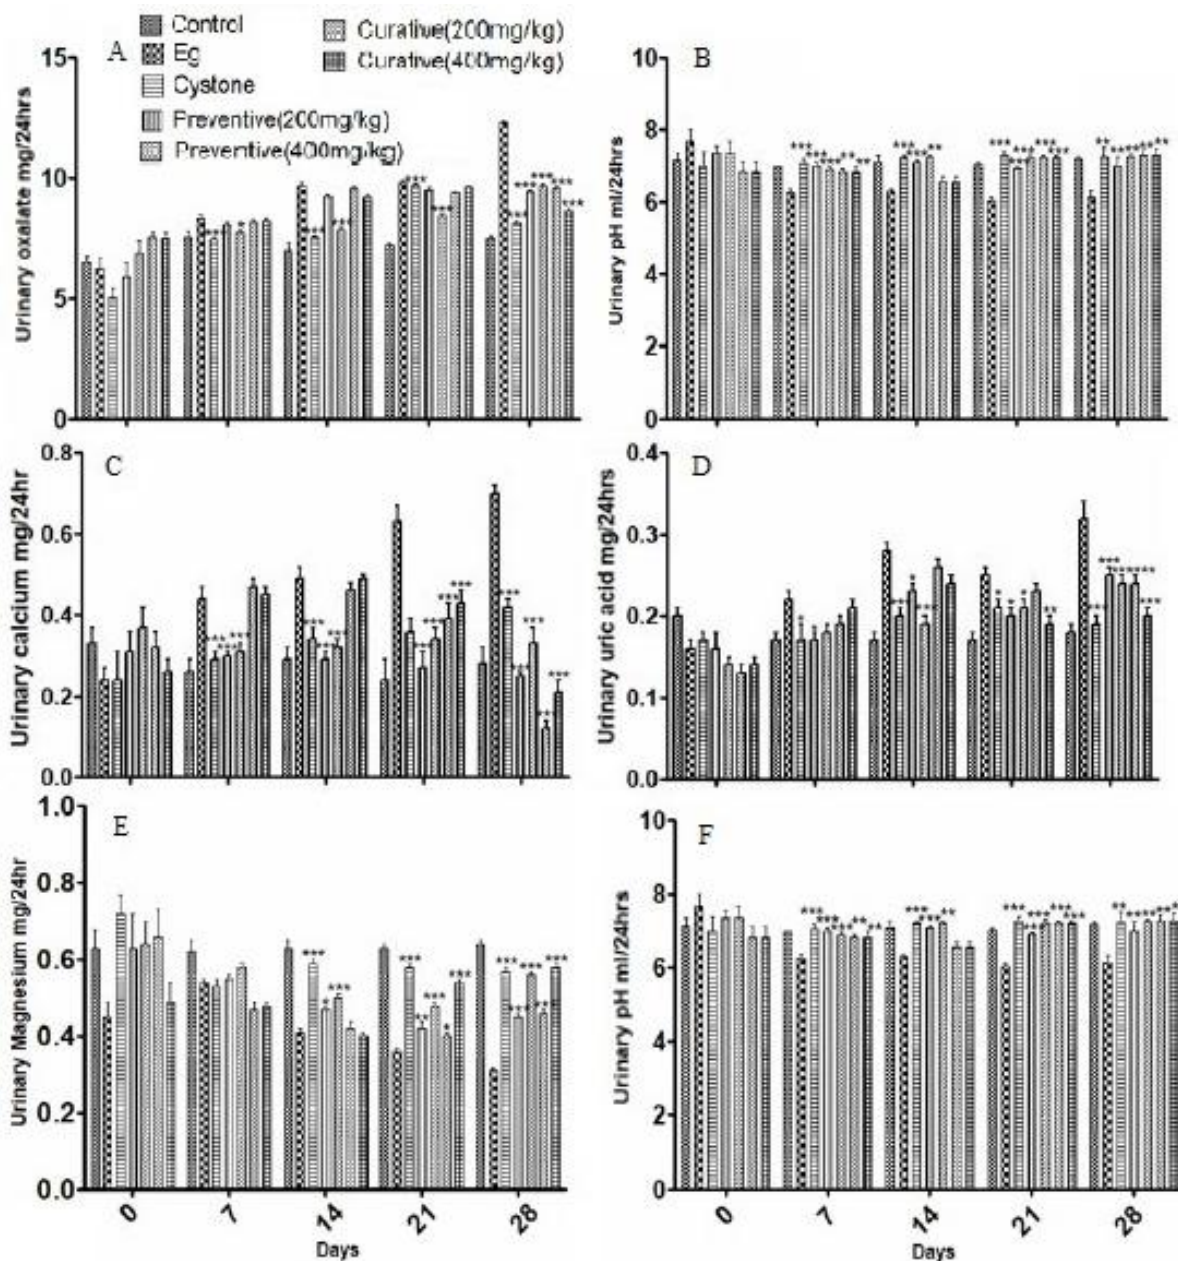 Control
Eg
Cystone
Preventive(200mg/kg)
Preventive(400mg/kg)
Curative(200mg/kg)
Curative(400mg/kg)
A
Urinary oxalate mg/24hrs
15
10
5
0
*** * *** *** *** *** *** *** *** *** ***
B
Urinary pH ml/24hrs
10
8
6
4
2
0
C
Urinary calcium mg/24hr
0.8
0.6
0.4
0.2
0.0
D
Urinary uric acid mg/24hrs
0.4
0.3
0.2
0.1
0.0
E
Urinary Magnesium mg/24hr
1.0
0.8
0.6
0.4
0.2
0.0
0 7 14 21 28
Days
F
Urinary pH ml/24hrs
10
8
6
4
2
0
0 7 14 21 28
Days